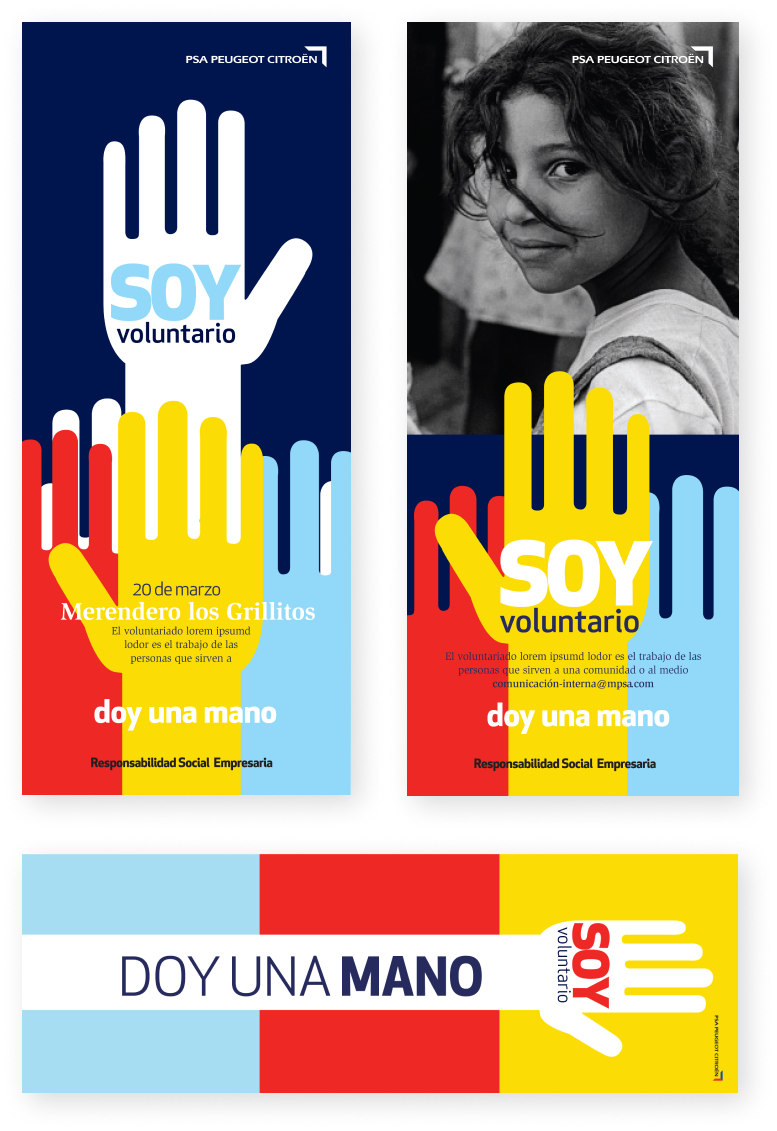 PSA PEUGEOT CITROËN
SOY
voluntario
20 de marzo
Merendero los Grillitos
El voluntariado lorem ipsumd
lodor es el trabajo de las
personas que sirven a
doy una mano
Responsabilidad Social Empresaria
PSA PEUGEOT CITROËN
SOY
voluntario
El voluntariado lorem ipsumd lodor es el trabajo de las
personas que sirven a una comunidad o al medio
comunicación-interna@mpsa.com
doy una mano
Responsabilidad Social Empresaria
DOY UNA MANO
SOY
voluntario
PSA PEUGEOT CITROËN